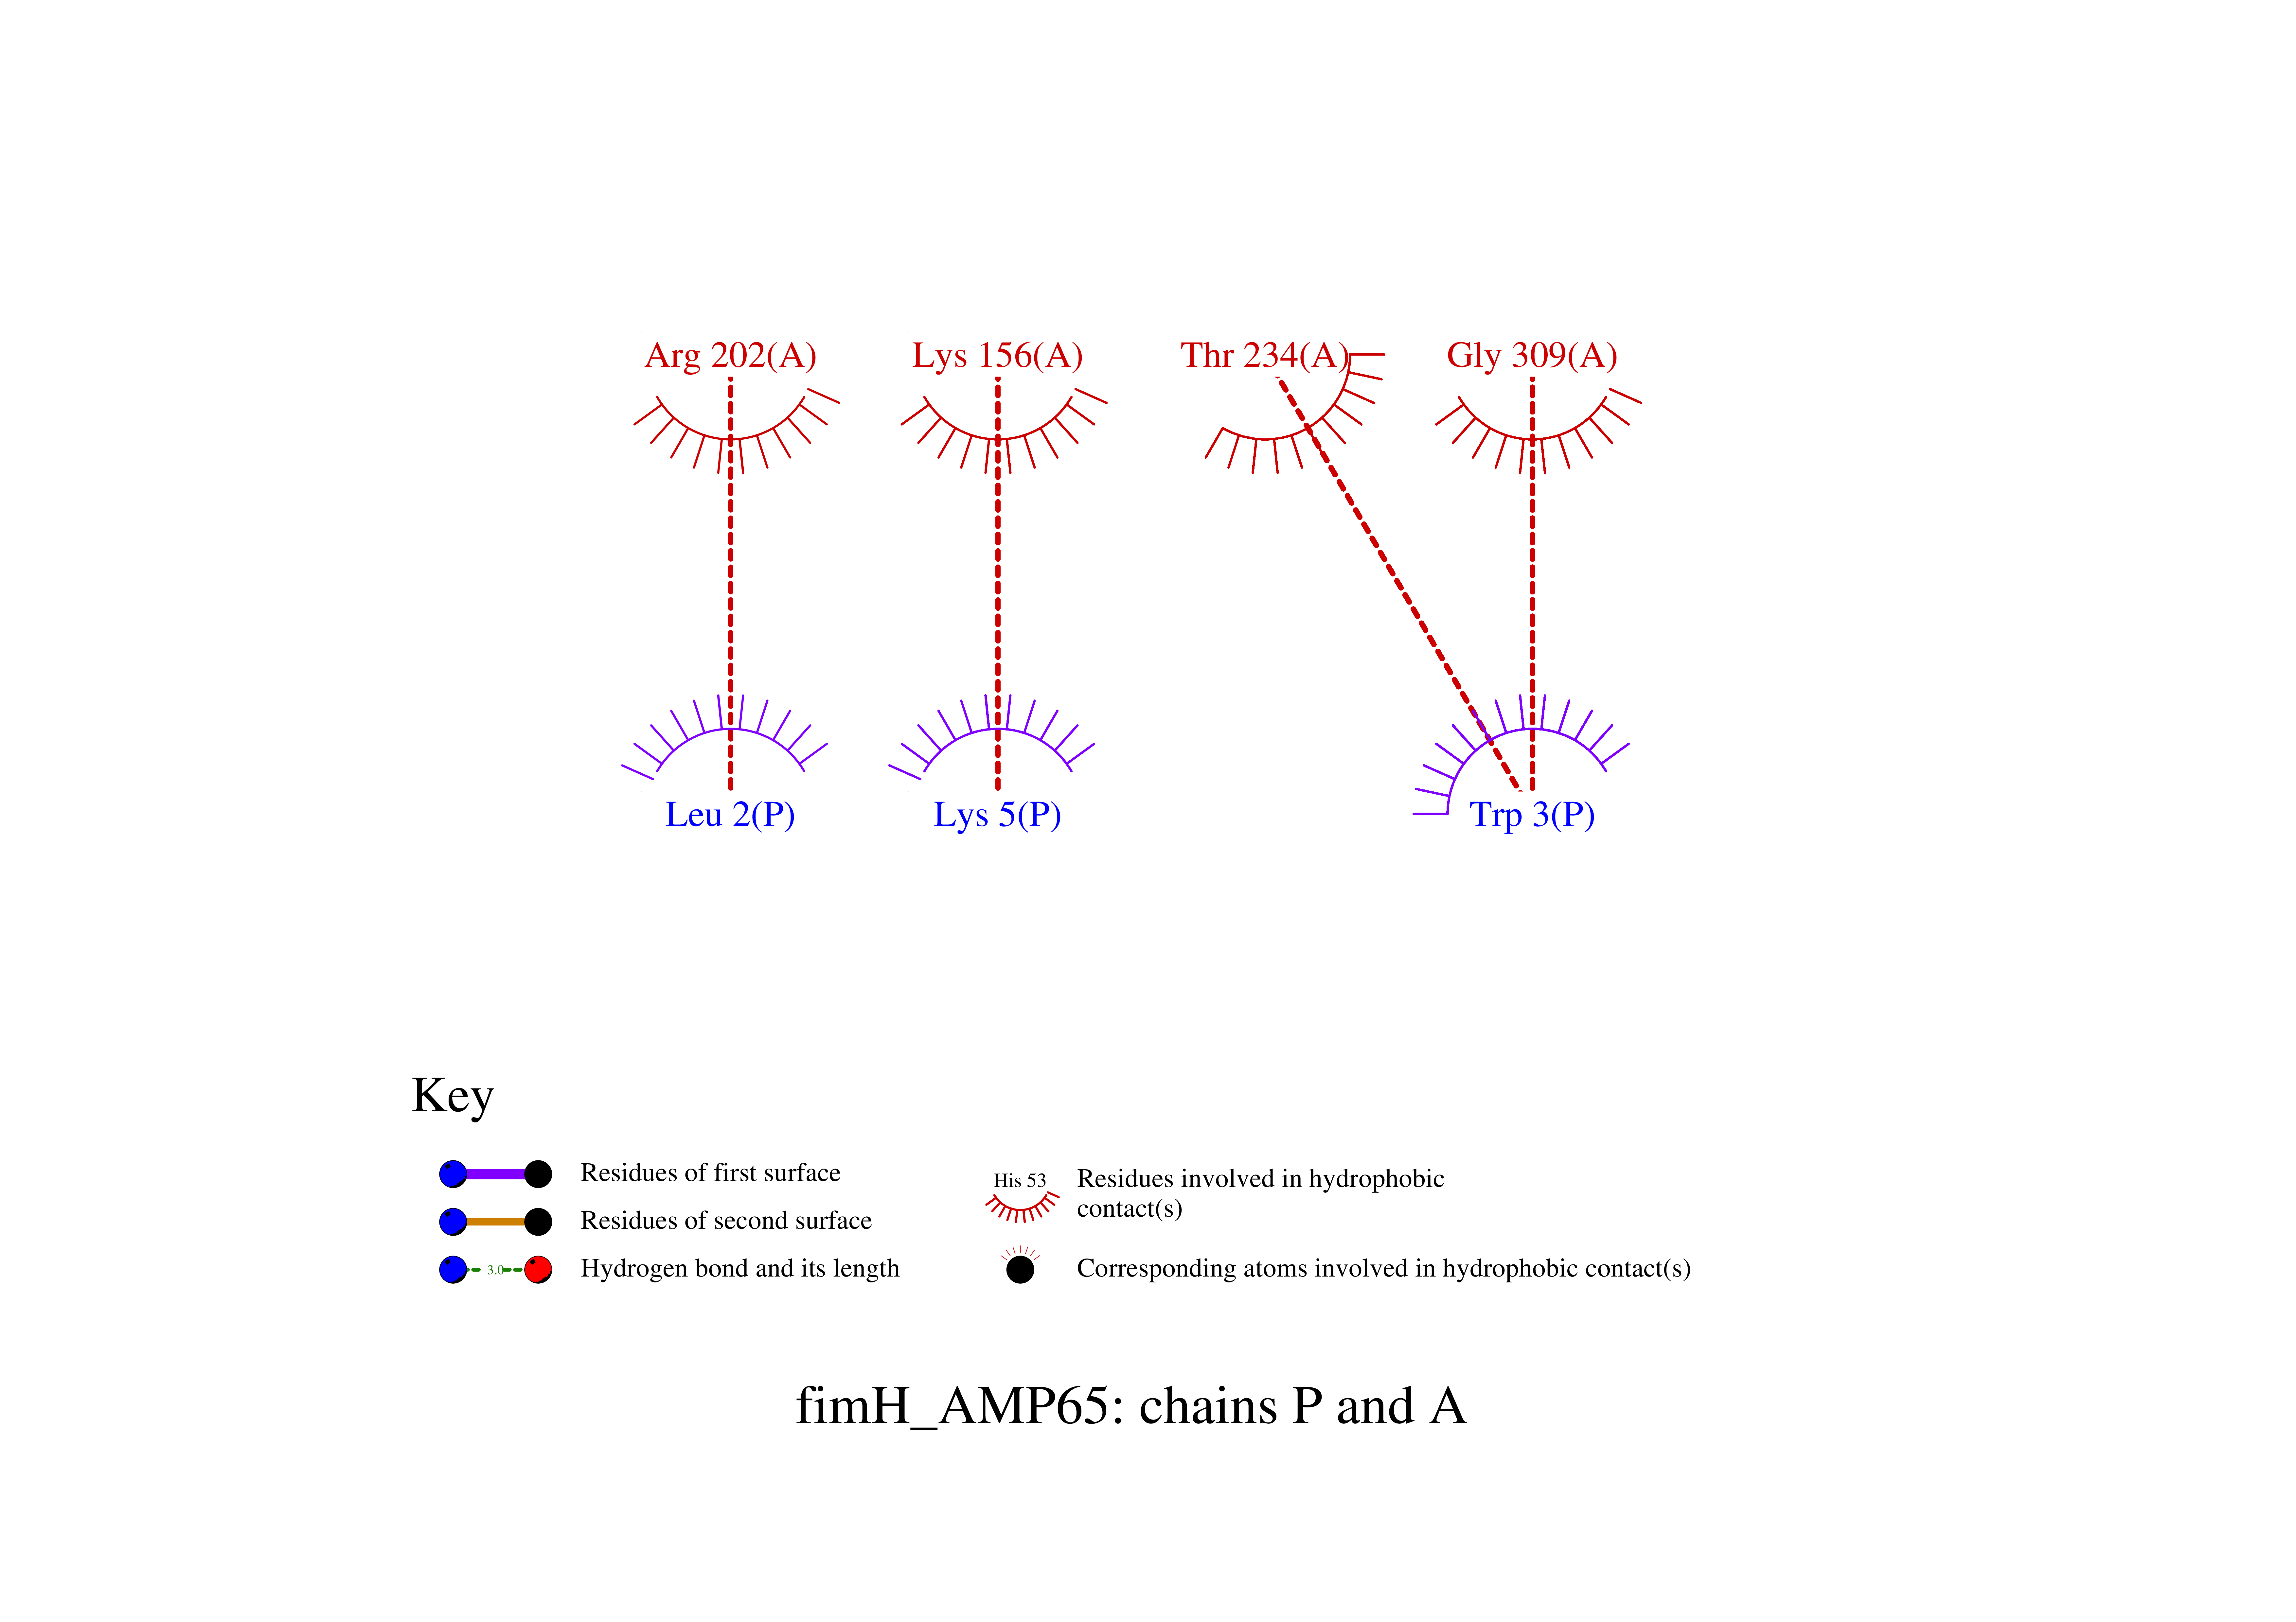 Arg 202(A) Lys 156(A) Thr 234(A) Gly 309(A)
Leu 2(P) Lys 5(P) Trp 3(P)
Key
Residues of first surface
Residues of second surface
3.0 Hydrogen bond and its length
His 53 Residues involved in hydrophobic
contact(s)
Corresponding atoms involved in hydrophobic contact(s)
fimH_AMP65: chains P and A